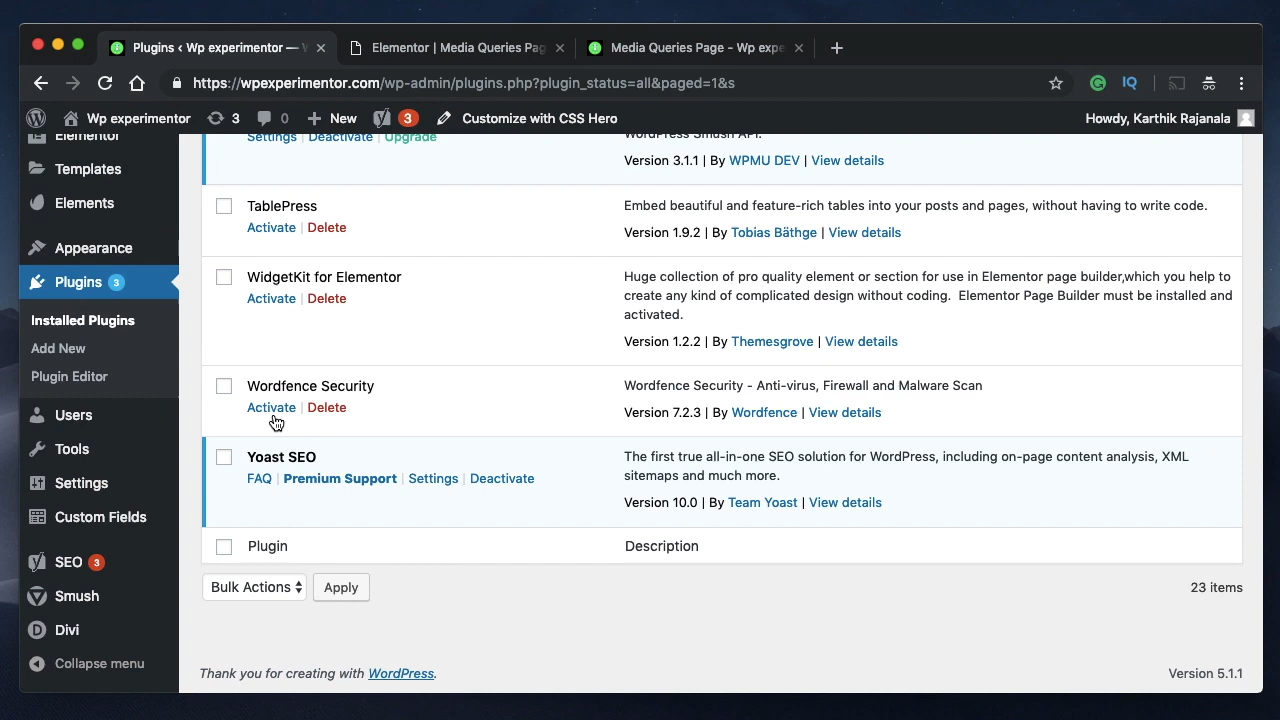 Plugins ‹ Wp experimentor — W
Elementor | Media Queries Pag
Media Queries Page - Wp expe
https://wpexperimentor.com/wp-admin/plugins.php?plugin_status=all&paged=1&s
Wp experimentor
3
0
New
3
Customize with CSS Hero
Howdy, Karthik Rajanala
Elementor
Templates
Elements
Appearance
Plugins 3
Installed Plugins
Add New
Plugin Editor
Users
Tools
Settings
Custom Fields
SEO 3
Smush
Divi
Collapse menu
Settings | Deactivate | Upgrade
WordPress Smush API.
Version 3.1.1 | By WPMU DEV | View details
TablePress
Activate | Delete
Embed beautiful and feature-rich tables into your posts and pages, without having to write code.
Version 1.9.2 | By Tobias Bäthge | View details
WidgetKit for Elementor
Activate | Delete
Huge collection of pro quality element or section for use in Elementor page builder,which you help to
create any kind of complicated design without coding. Elementor Page Builder must be installed and
activated.
Version 1.2.2 | By Themesgrove | View details
Wordfence Security
Activate | Delete
Wordfence Security - Anti-virus, Firewall and Malware Scan
Version 7.2.3 | By Wordfence | View details
Yoast SEO
FAQ | Premium Support | Settings | Deactivate
The first true all-in-one SEO solution for WordPress, including on-page content analysis, XML
sitemaps and much more.
Version 10.0 | By Team Yoast | View details
Plugin
Description
Bulk Actions
Apply
23 items
Thank you for creating with WordPress.
Version 5.1.1